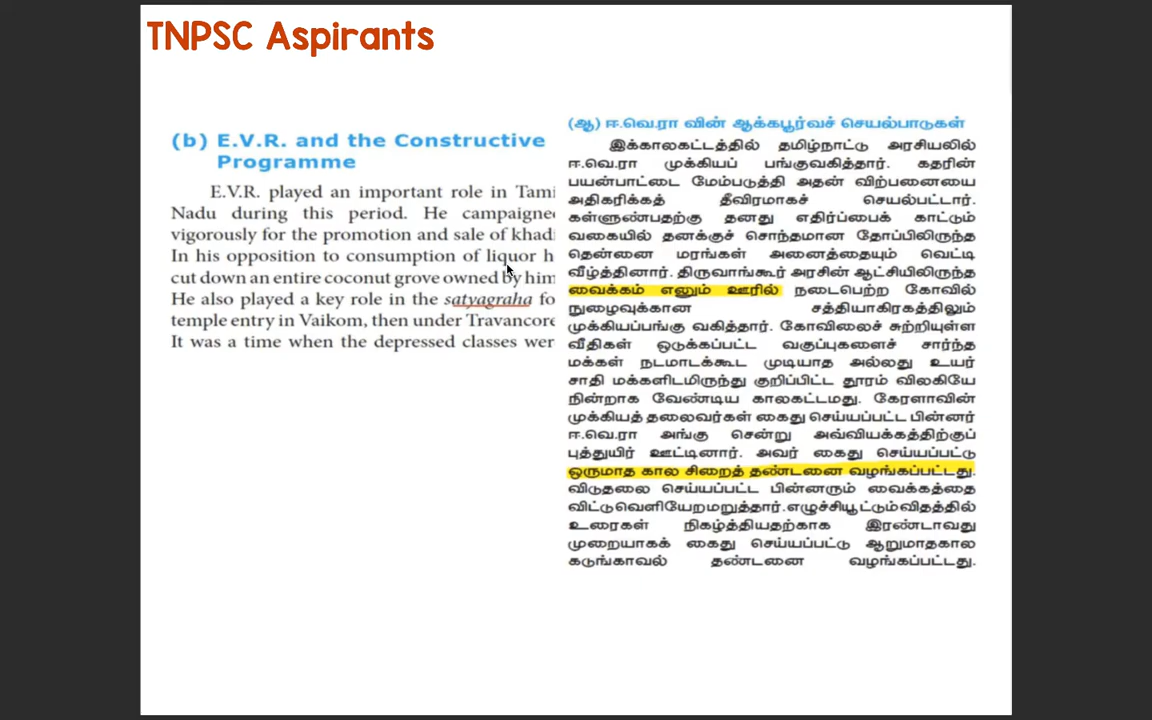 TNPSC Aspirants
(b) E.V.R. and the Constructive
Programme
E.V.R. played an important role in Tami
Nadu during this period. He campaigne
vigorously for the promotion and sale of khadi
In his opposition to consumption of liquor h
cut down an entire coconut grove owned by him
He also played a key role in the satyagraha fo
temple entry in Vaikom, then under Travancore
It was a time when the depressed classes wer
(ஆ) ஈ.வெ.ரா வின் ஆக்கபூர்வச் செயல்பாடுகள்
இக்காலகட்டத்தில் தமிழ்நாட்டு அரசியலில்
ஈ.வெ.ரா முக்கியப் பங்குவகித்தார். கதரின்
பயன்பாட்டை மேம்படுத்தி அதன் விற்பனையை
அதிகரிக்கத் தீவிரமாகச் செயல்பட்டார்.
கள்ளுண்பதற்கு தனது எதிர்ப்பைக் காட்டும்
வகையில் தனக்குச் சொந்தமான தோப்பிலிருந்த
தென்னை மரங்கள் அனைத்தையும் வெட்டி
வீழ்த்தினார். திருவாங்கூர் அரசின் ஆட்சியிலிருந்த
வைக்கம் எனும் ஊரில் நடைபெற்ற கோவில்
நுழைவுக்கான சத்தியாகிரகத்திலும்
முக்கியப்பங்கு வகித்தார். கோவிலைச் சுற்றியுள்ள
வீதிகள் ஒடுக்கப்பட்ட வகுப்புகளைச் சார்ந்த
மக்கள் நடமாடக்கூட முடியாத அல்லது உயர்
சாதி மக்களிடமிருந்து குறிப்பிட்ட தூரம் விலகியே
நின்றாக வேண்டிய காலகட்டமது. கேரளாவின்
முக்கியத் தலைவர்கள் கைது செய்யப்பட்ட பின்னர்
ஈ.வெ.ரா அங்கு சென்று அவ்வியக்கத்திற்குப்
புத்துயிர் ஊட்டினார். அவர் கைது செய்யப்பட்டு
ஒருமாத கால சிறைத் தண்டனை வழங்கப்பட்டது.
விடுதலை செய்யப்பட்ட பின்னரும் வைக்கத்தை
விட்டுவெளியேறமறுத்தார். எழுச்சியூட்டும்விதத்தில்
உரைகள் நிகழ்த்தியதற்காக இரண்டாவது
முறையாகக் கைது செய்யப்பட்டு ஆறுமாதகால
கடுங்காவல் தண்டனை வழங்கப்பட்டது.